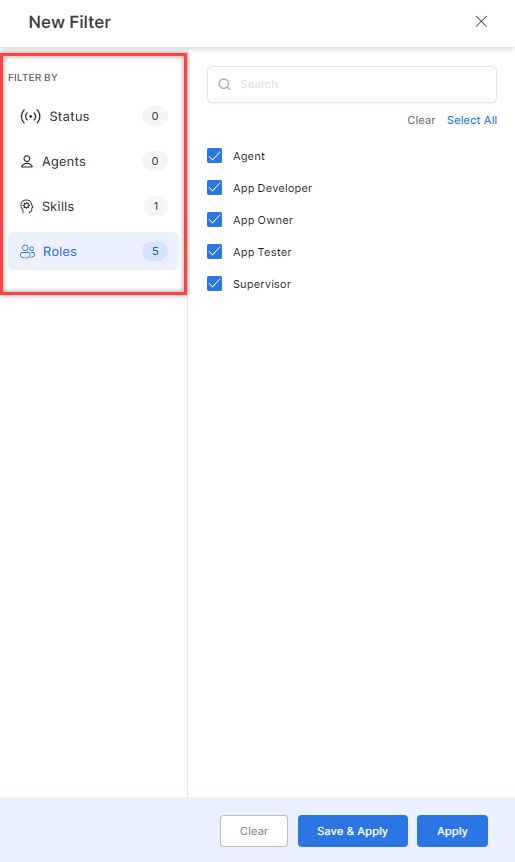 New Filter
FILTER BY
Status 0
Agents 0
Skills 1
Roles 5
Search
Clear Select All
Agent
App Developer
App Owner
App Tester
Supervisor
Clear Save & Apply Apply